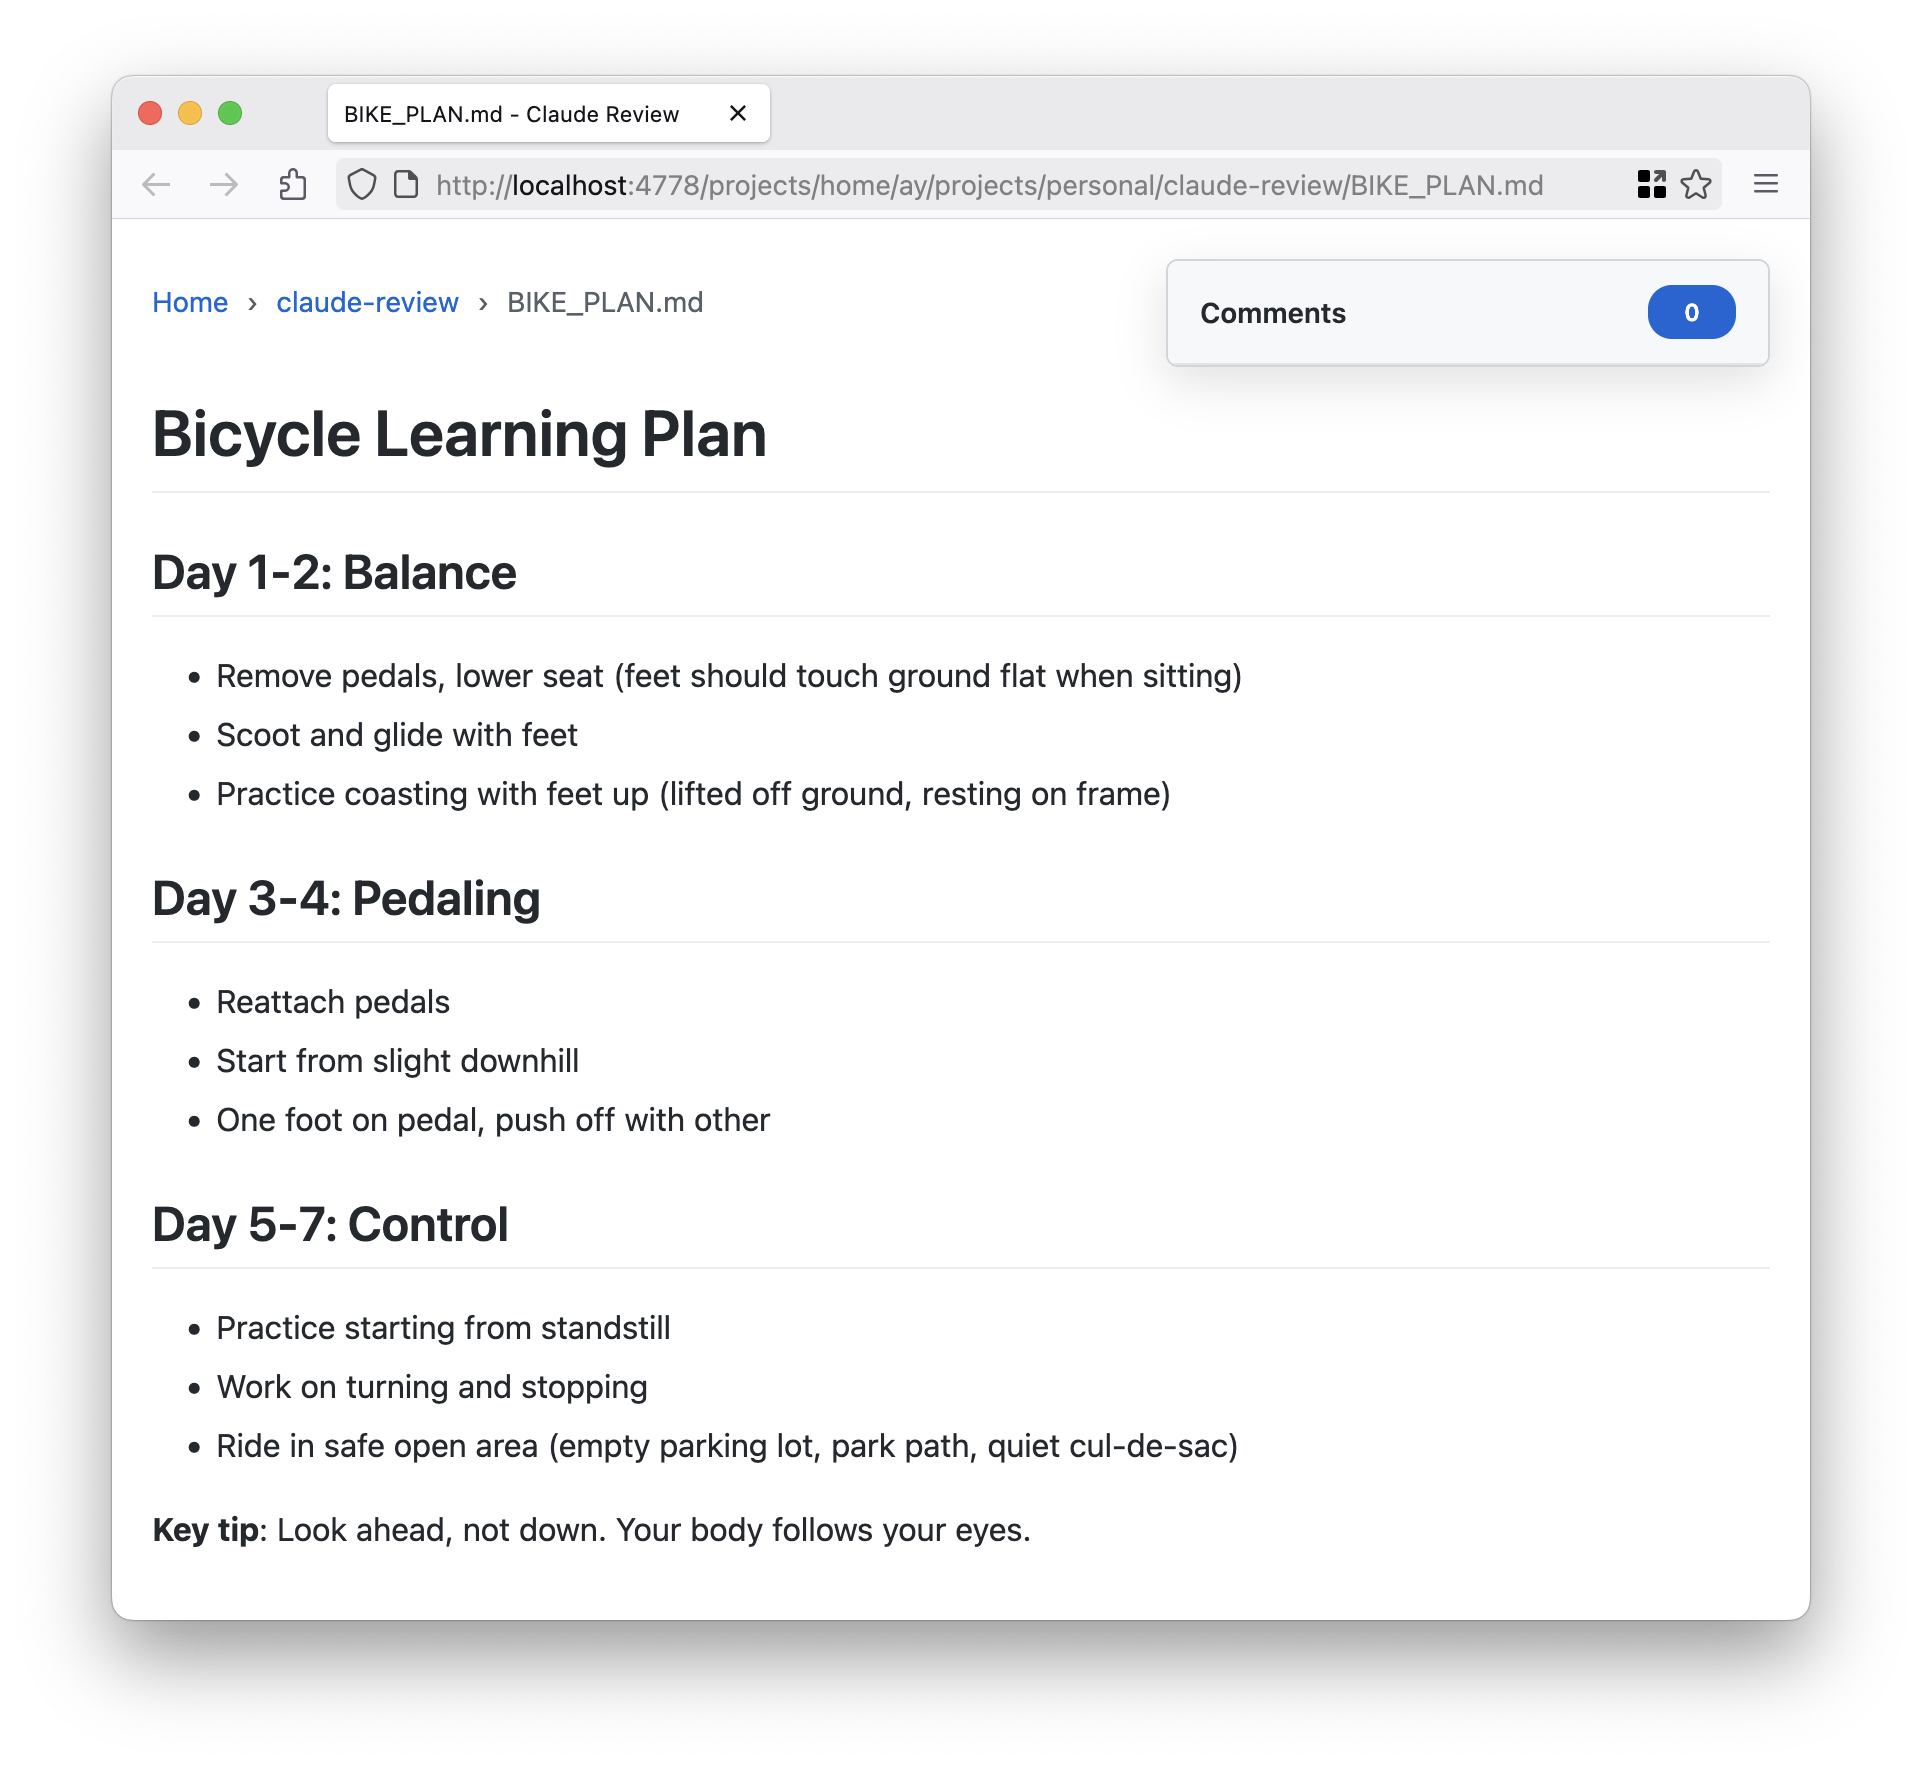 BIKE_PLAN.md - Claude Review
http://localhost:4778/projects/home/ay/projects/personal/claude-review/BIKE_PLAN.md
Home › claude-review › BIKE_PLAN.md
Comments 0
Bicycle Learning Plan
Day 1-2: Balance
• Remove pedals, lower seat (feet should touch ground flat when sitting)
• Scoot and glide with feet
• Practice coasting with feet up (lifted off ground, resting on frame)
Day 3-4: Pedaling
• Reattach pedals
• Start from slight downhill
• One foot on pedal, push off with other
Day 5-7: Control
• Practice starting from standstill
• Work on turning and stopping
• Ride in safe open area (empty parking lot, park path, quiet cul-de-sac)
Key tip: Look ahead, not down. Your body follows your eyes.